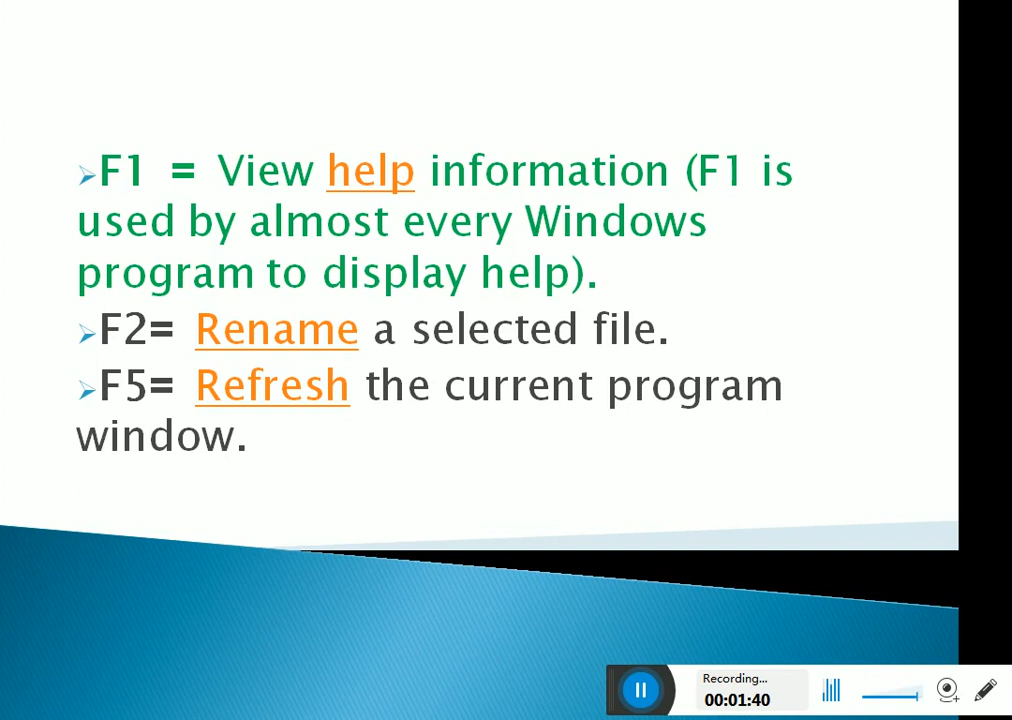 ➢F1 = View help information (F1 is
used by almost every Windows
program to display help).
➢F2= Rename a selected file.
➢F5= Refresh the current program
window.
Recording...
00:01:40